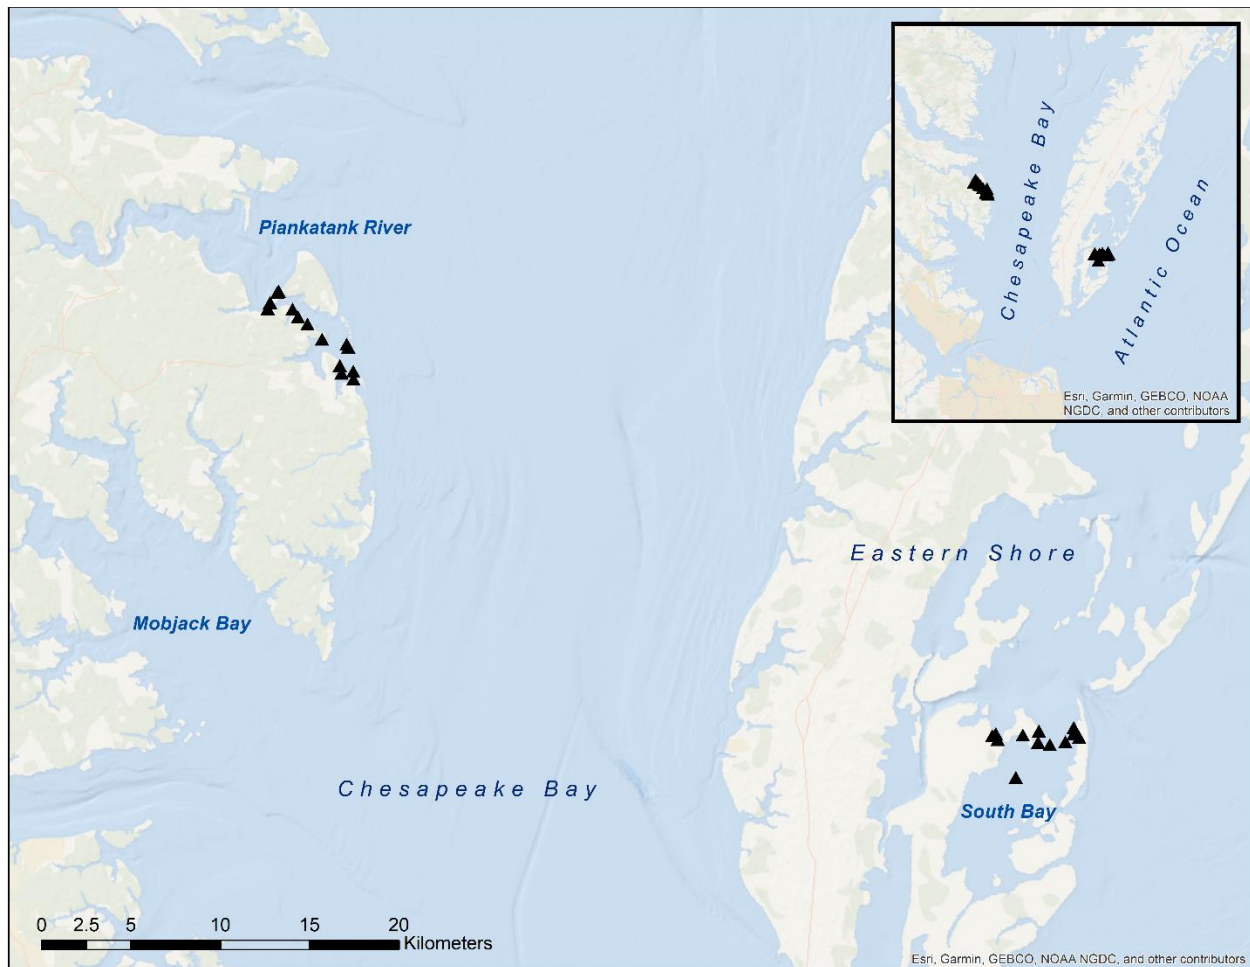 Chesapeake Bay
Atlantic Ocean
Esri, Garmin, GEBCO, NOAA
NGDC, and other contributors
Piankatank River
Eastern Shore
Mobjack Bay
Chesapeake Bay
South Bay
0 2.5 5 10 15 20
Kilometers
Esri, Garmin, GEBCO, NOAA NGDC, and other contributors